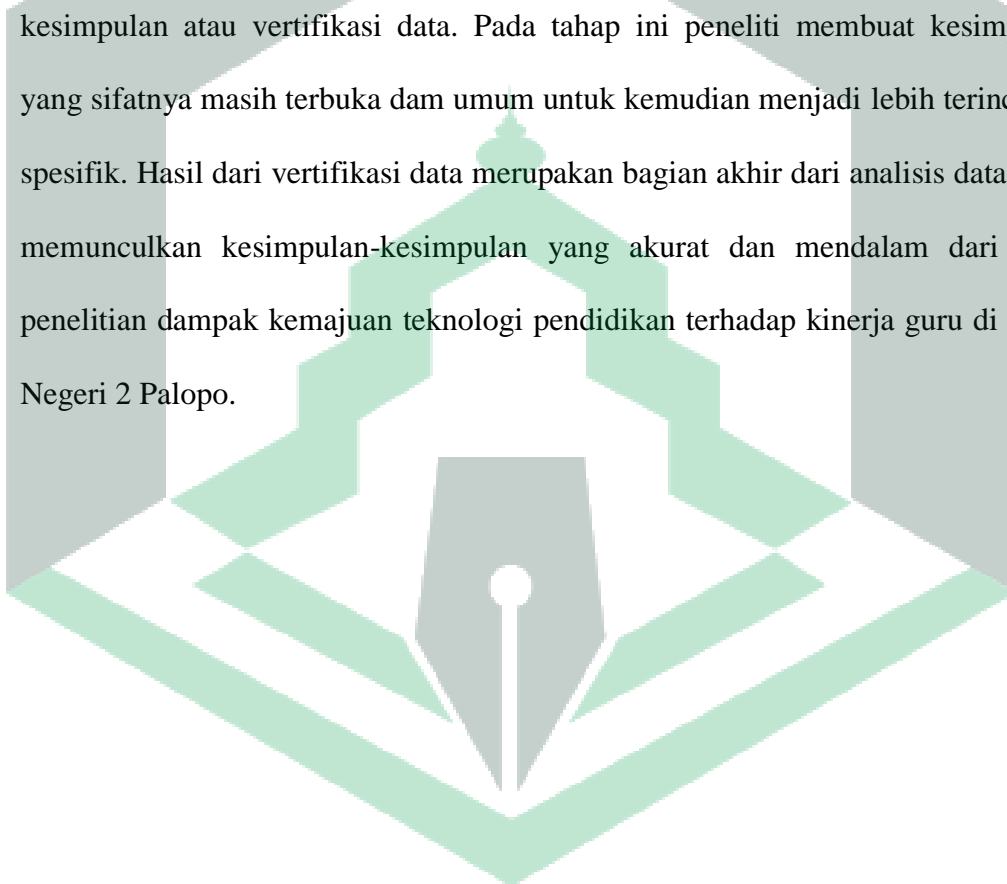 kesimpulan atau vertifikasi data. Pada tahap ini peneliti membuat kesim
yang sifatnya masih terbuka dam umum untuk kemudian menjadi lebih terinc
spesifik. Hasil dari vertifikasi data merupakan bagian akhir dari analisis data
memunculkan kesimpulan-kesimpulan yang akurat dan mendalam dari
penelitian dampak kemajuan teknologi pendidikan terhadap kinerja guru di
Negeri 2 Palopo.